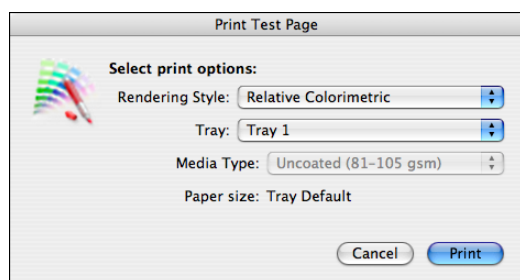 Print Test Page
Select print options:
Rendering Style: Relative Colorimetric
Tray: Tray 1
Media Type: Uncoated (81–105 gsm)
Paper size: Tray Default
Cancel Print